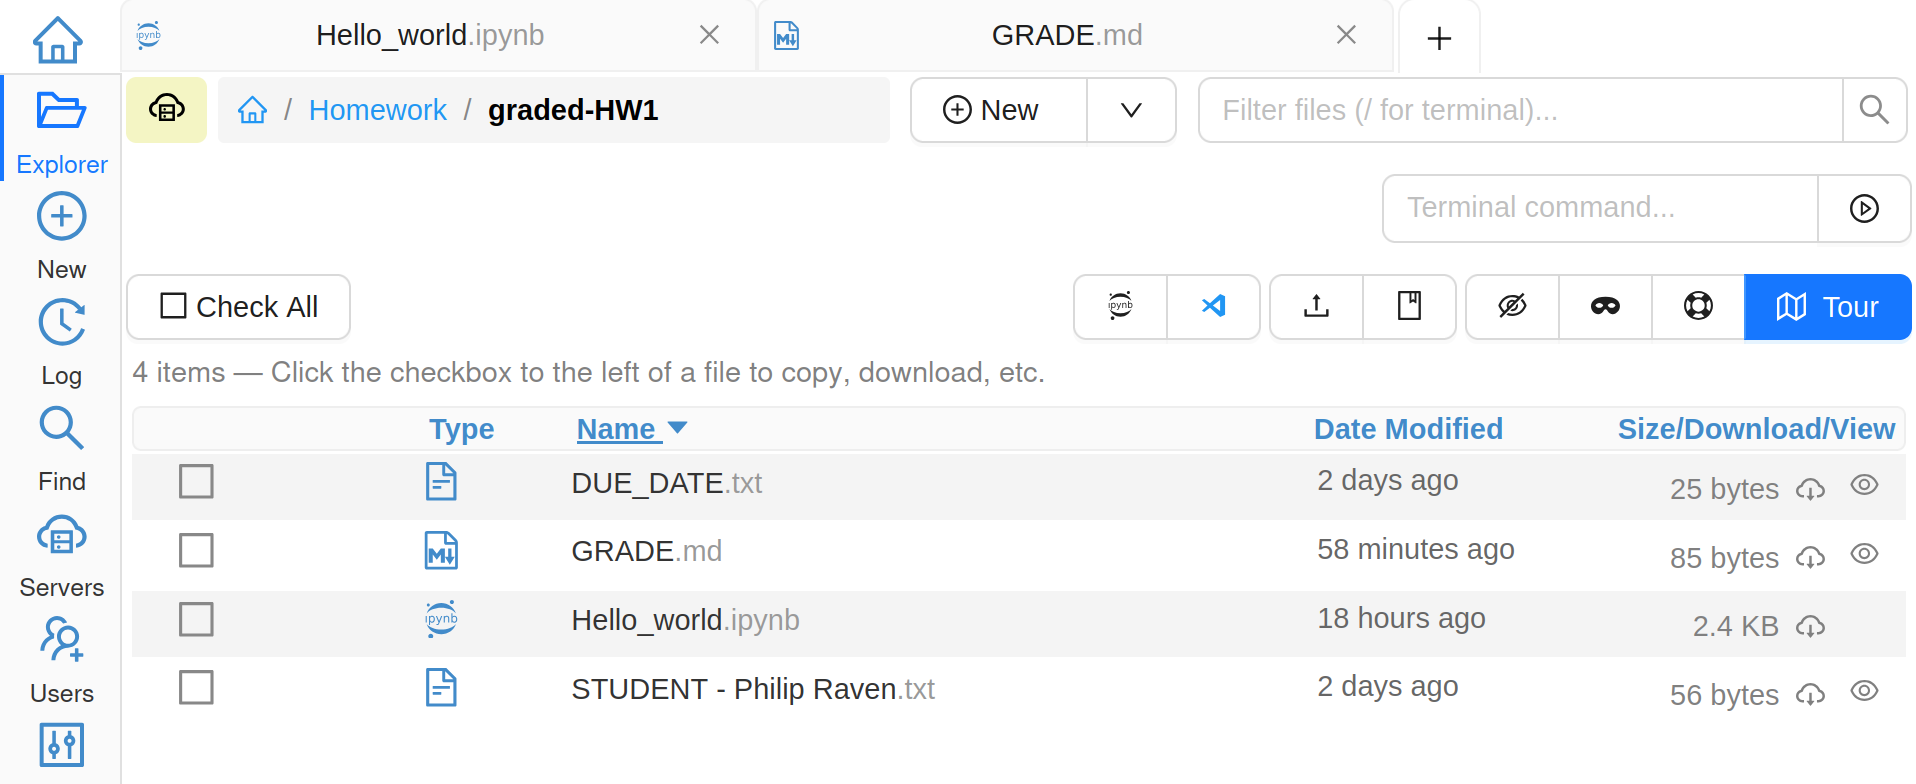 ipynb Hello_world.ipynb GRADE.md
/ Homework / graded-HW1 New Filter files (/ for terminal)...
Explorer
Terminal command...
New
Check All ipynb Tour
4 items — Click the checkbox to the left of a file to copy, download, etc.
Log
Type Name Date Modified Size/Download/View
Find
DUE_DATE.txt 2 days ago 25 bytes
GRADE.md 58 minutes ago 85 bytes
Servers
ipynb Hello_world.ipynb 18 hours ago 2.4 KB
Users
STUDENT - Philip Raven.txt 2 days ago 56 bytes